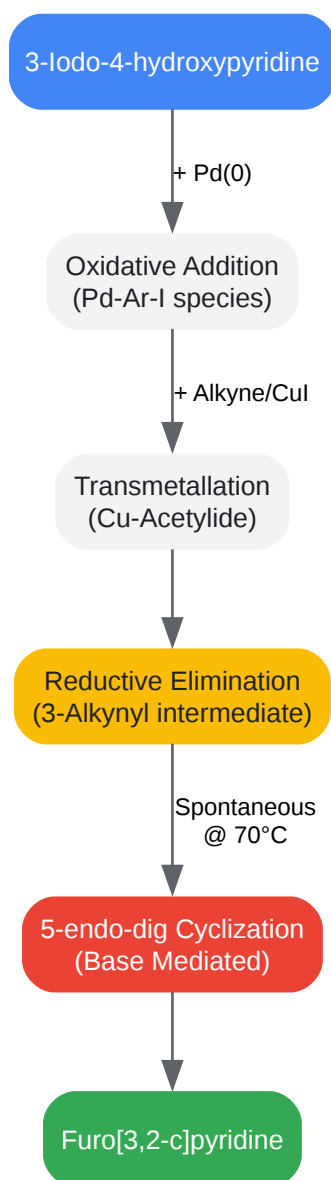 3-Iodo-4-hydroxypyridine
+ Pd(0)
Oxidative Addition
(Pd-Ar-I species)
+ Alkyne/CuI
Transmetallation
(Cu-Acetylide)
Reductive Elimination
(3-Alkynyl intermediate)
Spontaneous
@ 70°C
5-endo-dig Cyclization
(Base Mediated)
Furo[3,2-c]pyridine